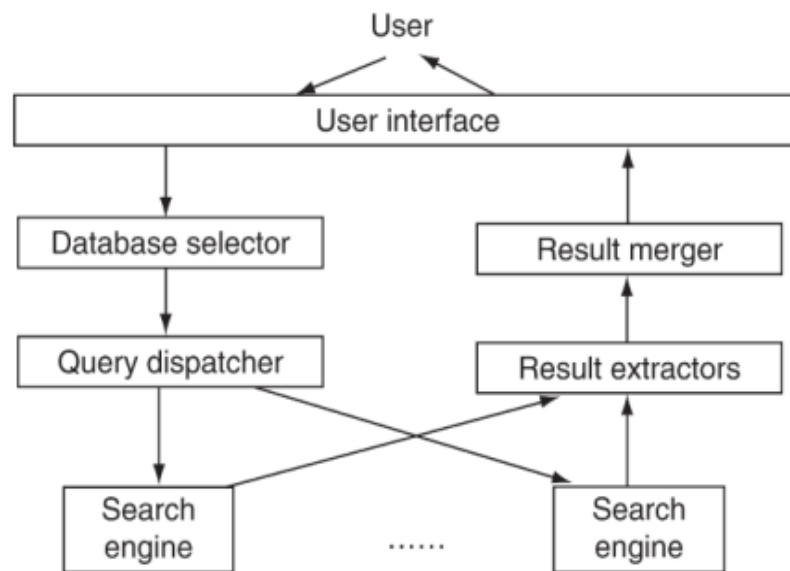 User
User interface
Database selector
Result merger
Query dispatcher
Result extractors
Search
engine
......
Search
engine